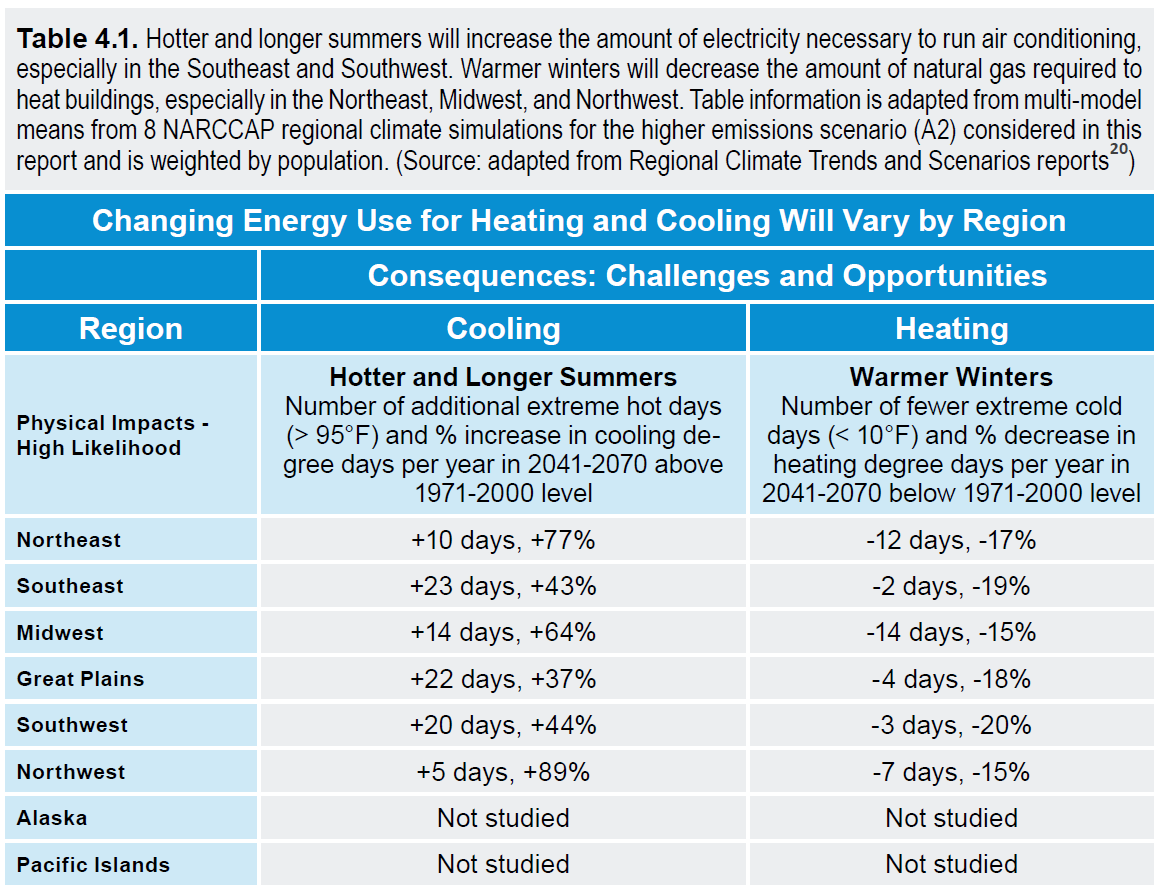 Table 4.1. Hotter and longer summers will increase the amount of electricity necessary to run air conditioning,
especially in the Southeast and Southwest. Warmer winters will decrease the amount of natural gas required to
heat buildings, especially in the Northeast, Midwest, and Northwest. Table information is adapted from multi-model
means from 8 NARCCAP regional climate simulations for the higher emissions scenario (A2) considered in this
report and is weighted by population. (Source: adapted from Regional Climate Trends and Scenarios reports20)
Changing Energy Use for Heating and Cooling Will Vary by Region
Consequences: Challenges and Opportunities
Region Cooling Heating
Physical Impacts -
High Likelihood
Hotter and Longer Summers
Number of additional extreme hot days
(> 95°F) and % increase in cooling de-
gree days per year in 2041-2070 above
1971-2000 level
Warmer Winters
Number of fewer extreme cold
days (< 10°F) and % decrease in
heating degree days per year in
2041-2070 below 1971-2000 level
Northeast +10 days, +77% -12 days, -17%
Southeast +23 days, +43% -2 days, -19%
Midwest +14 days, +64% -14 days, -15%
Great Plains +22 days, +37% -4 days, -18%
Southwest +20 days, +44% -3 days, -20%
Northwest +5 days, +89% -7 days, -15%
Alaska Not studied Not studied
Pacific Islands Not studied Not studied